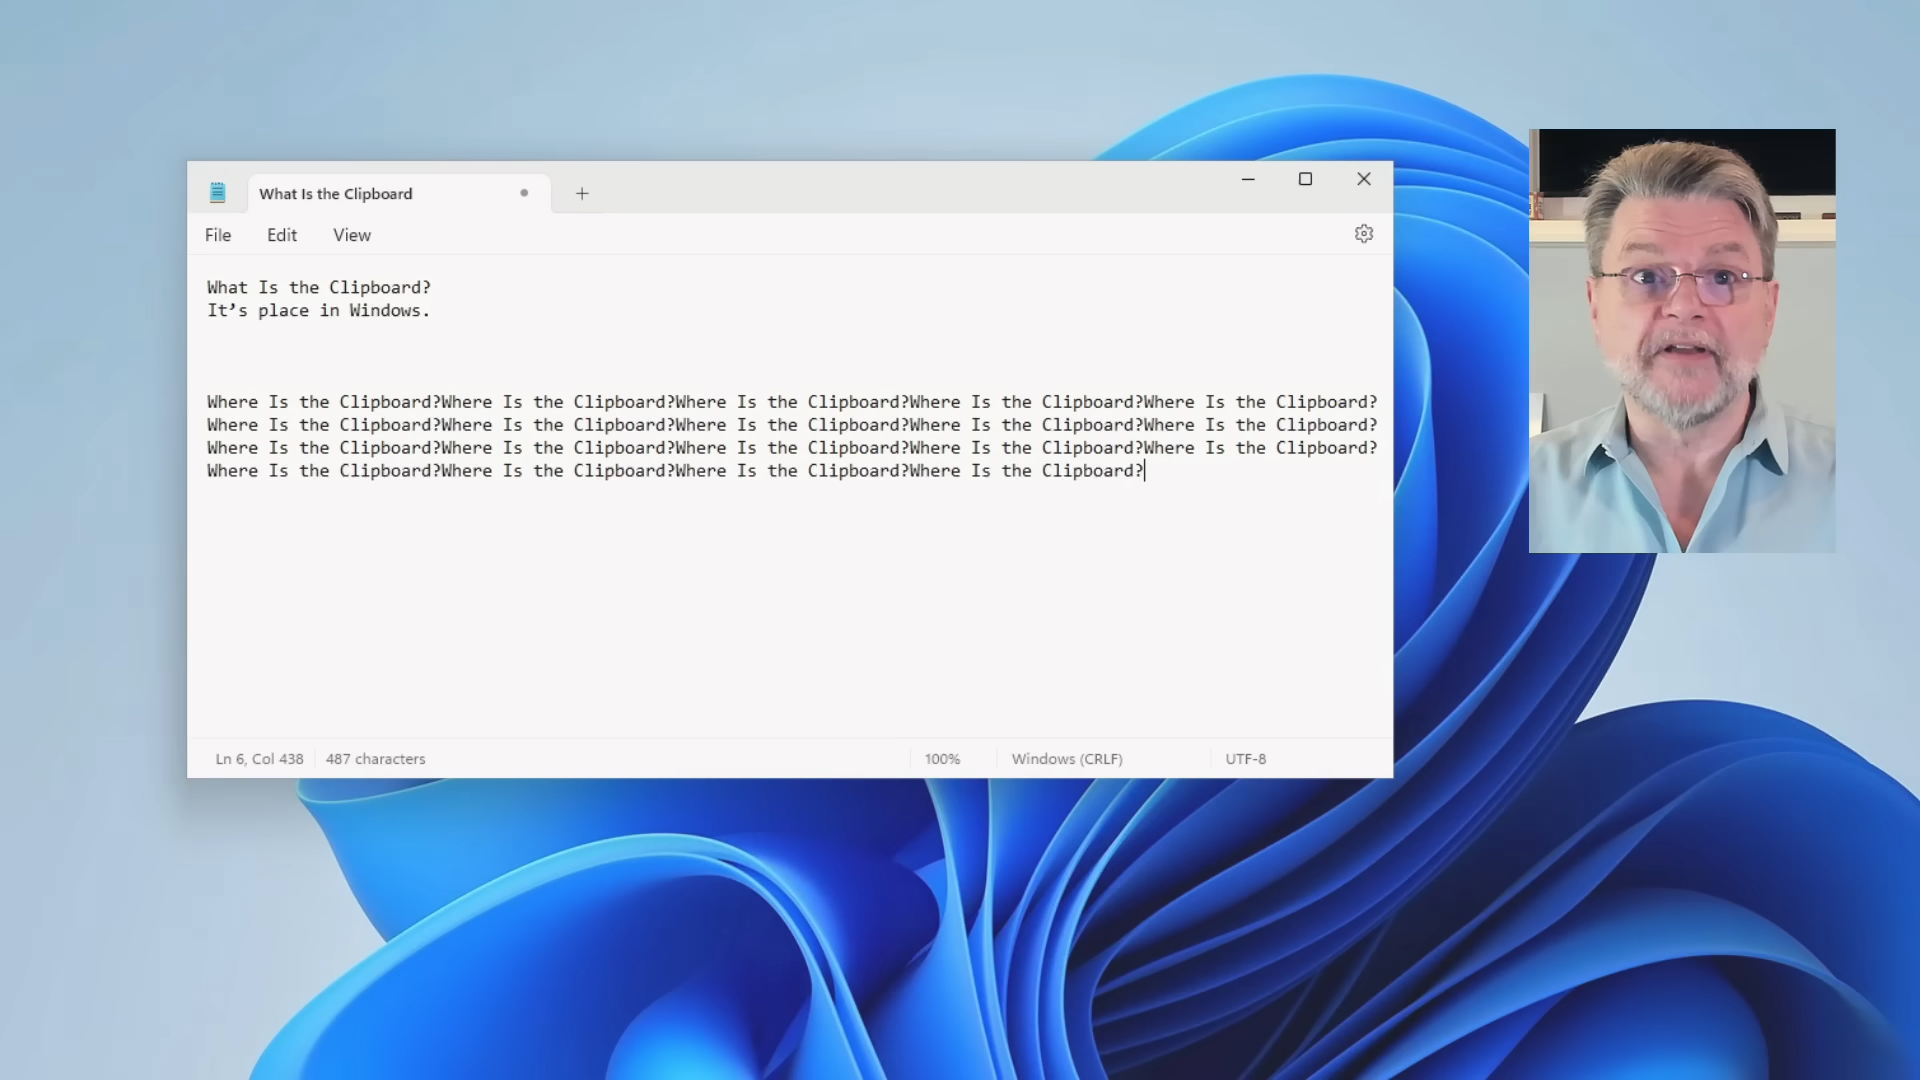 What Is the Clipboard
File Edit View
What Is the Clipboard?
It’s place in Windows.
Where Is the Clipboard?Where Is the Clipboard?Where Is the Clipboard?Where Is the Clipboard?Where Is the Clipboard?
Where Is the Clipboard?Where Is the Clipboard?Where Is the Clipboard?Where Is the Clipboard?Where Is the Clipboard?
Where Is the Clipboard?Where Is the Clipboard?Where Is the Clipboard?Where Is the Clipboard?Where Is the Clipboard?
Where Is the Clipboard?Where Is the Clipboard?Where Is the Clipboard?Where Is the Clipboard?
Ln 6, Col 438 487 characters 100% Windows (CRLF) UTF-8